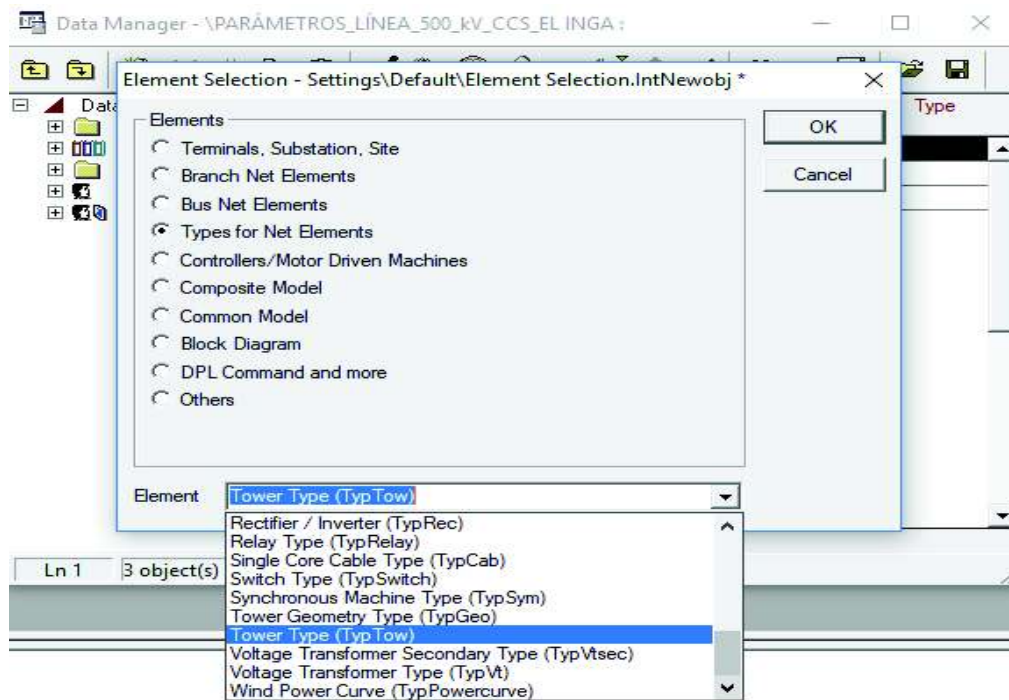 Data Manager - \PARÁMETROS_LÍNEA_500_kV_CCS_EL INGA :
Element Selection - Settings\Default\Element Selection.IntNewobj *
Data
Type
Elements
Terminals, Substation, Site
Branch Net Elements
Bus Net Elements
Types for Net Elements
Controllers/Motor Driven Machines
Composite Model
Common Model
Block Diagram
DPL Command and more
Others
OK
Cancel
Element
Tower Type (TypTow)
Rectifier / Inverter (TypRec)
Relay Type (TypRelay)
Single Core Cable Type (TypCab)
Switch Type (TypSwitch)
Synchronous Machine Type (TypSym)
Tower Geometry Type (TypGeo)
Tower Type (TypTow)
Voltage Transformer Secondary Type (TypVtsec)
Voltage Transformer Type (TypVt)
Wind Power Curve (TypPowercurve)
Ln 1
3 object(s)